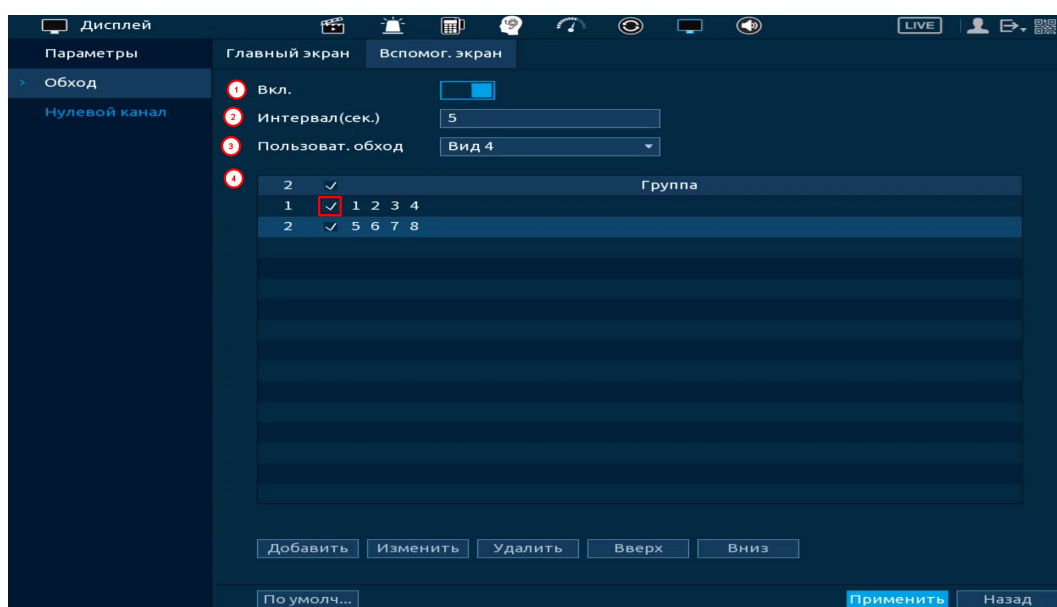 Дисплей LIVE
Параметры Главный экран Вспомог. экран
Обход
Нулевой канал
1 Вкл.
2 Интервал(сек.) 5
3 Пользоват. обход Вид 4
4
2 Группа
1 1 2 3 4
2 5 6 7 8
Добавить Изменить Удалить Вверх Вниз
По умолч... Применить Назад